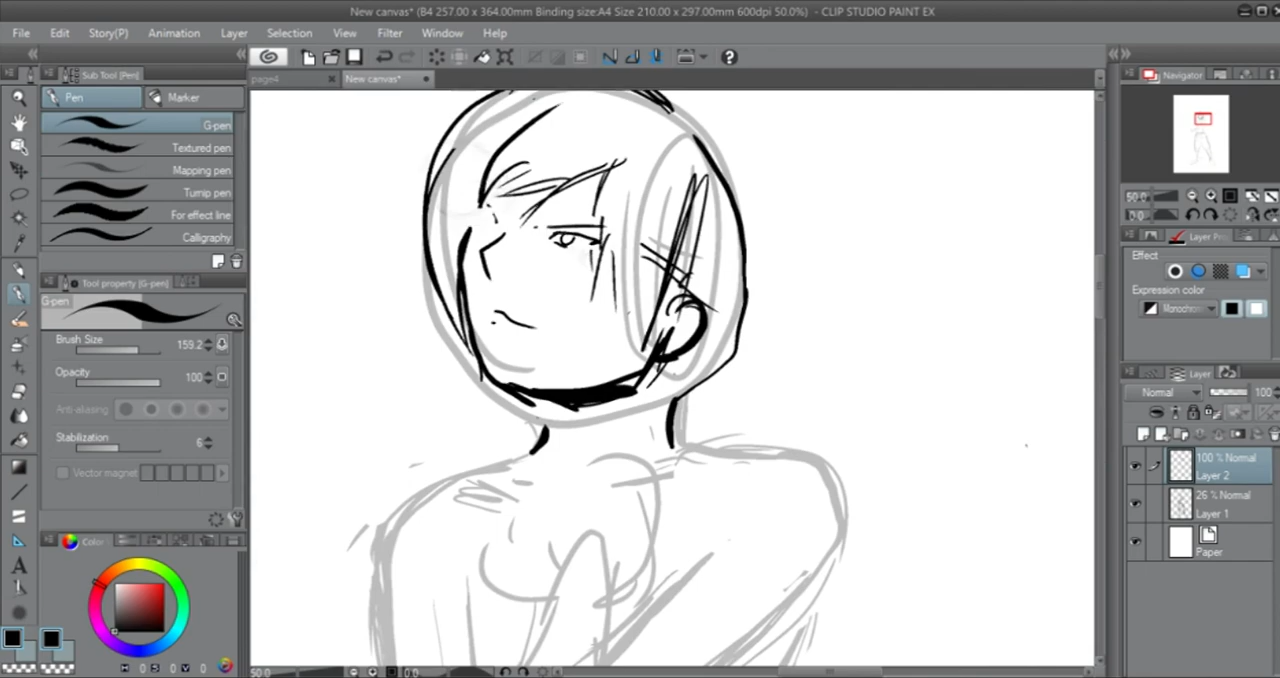 New canvas* (B4 257.00 x 364.00mm Binding size:A4 Size 210.00 x 297.00mm 600dpi 50.0%) - CLIP STUDIO PAINT EX
File Edit Story(P) Animation Layer Selection View Filter Window Help
page4 New canvas*
Sub Tool [Pen]
Pen Marker
G-pen
Textured pen
Mapping pen
Turnip pen
For effect line
Calligraphy
Tool property [G-pen]
G-pen
Brush Size 159.2
Opacity 100
Anti-aliasing
Stabilization 6
Vector magnet
Color
H 0 S 0 V 0
50.0 0.0
Navigator
50.0
0.0
Effect
Expression color
Layer
Normal 100
100 % Normal
Layer 2
26 % Normal
Layer 1
Paper